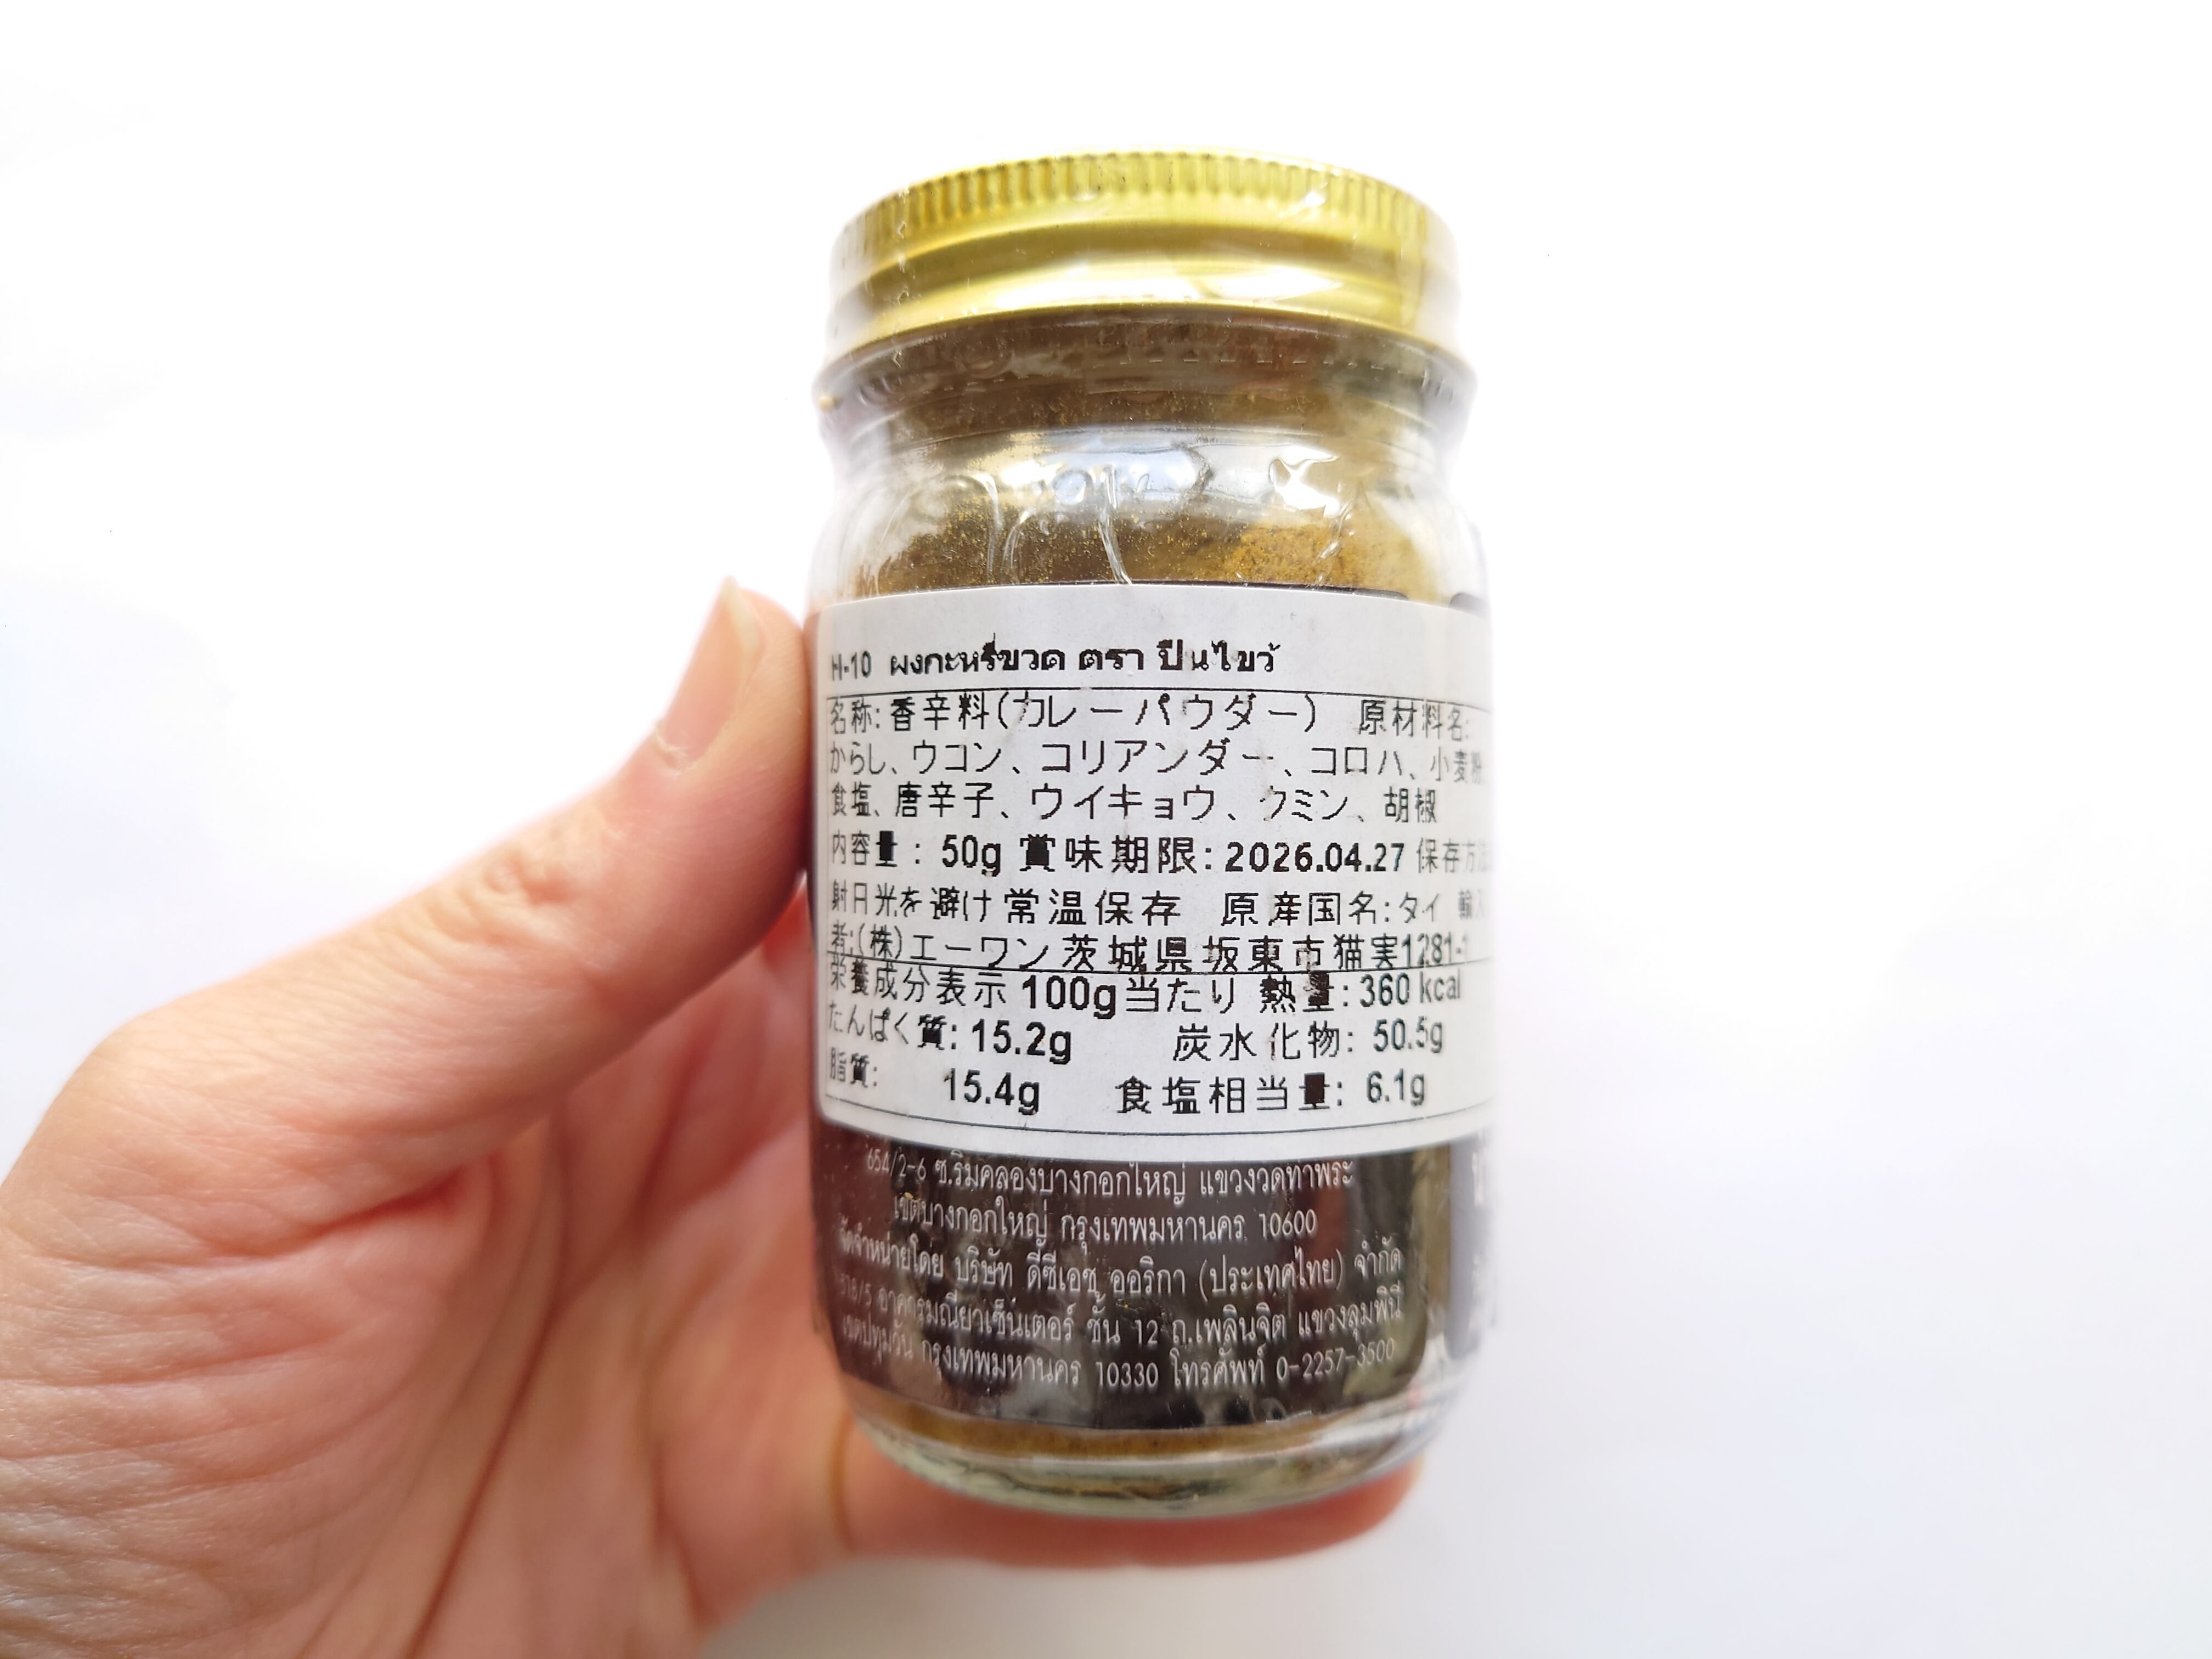 H-10 ผงกะหรี่ขวด ตรา ปืนไขว้
名称:香辛料(カレーパウダー) 原材料名:
からし、ウコン、コリアンダー、コロハ、小麦粉
食塩、唐辛子、ウイキョウ、クミン、胡椒
内容量: 50g 賞味期限: 2026.04.27 保存方法
射日光を避け常温保存 原産国名:タイ 輸入
者:(株)エーワン 茨城県坂東市猫実1281-1
栄養成分表示 100g当たり 熱量:360 kcal
たんぱく質: 15.2g 炭水化物: 50.5g
脂質: 15.4g 食塩相当量: 6.1g
654/2-6 ซ.ริมคลองบางกอกใหญ่ แขวงวัดท่าพระ
เขตบางกอกใหญ่ กรุงเทพมหานคร 10600
จัดจำหน่ายโดย บริษัท ดีซีเอช ออริกา (ประเทศไทย) จำกัด
อาคารมณียาเซ็นเตอร์ ชั้น 12 ถ.เพลินจิต แขวงลุมพินี
เขตปทุมวัน กรุงเทพมหานคร 10330 โทรศัพท์ 0-2257-3500